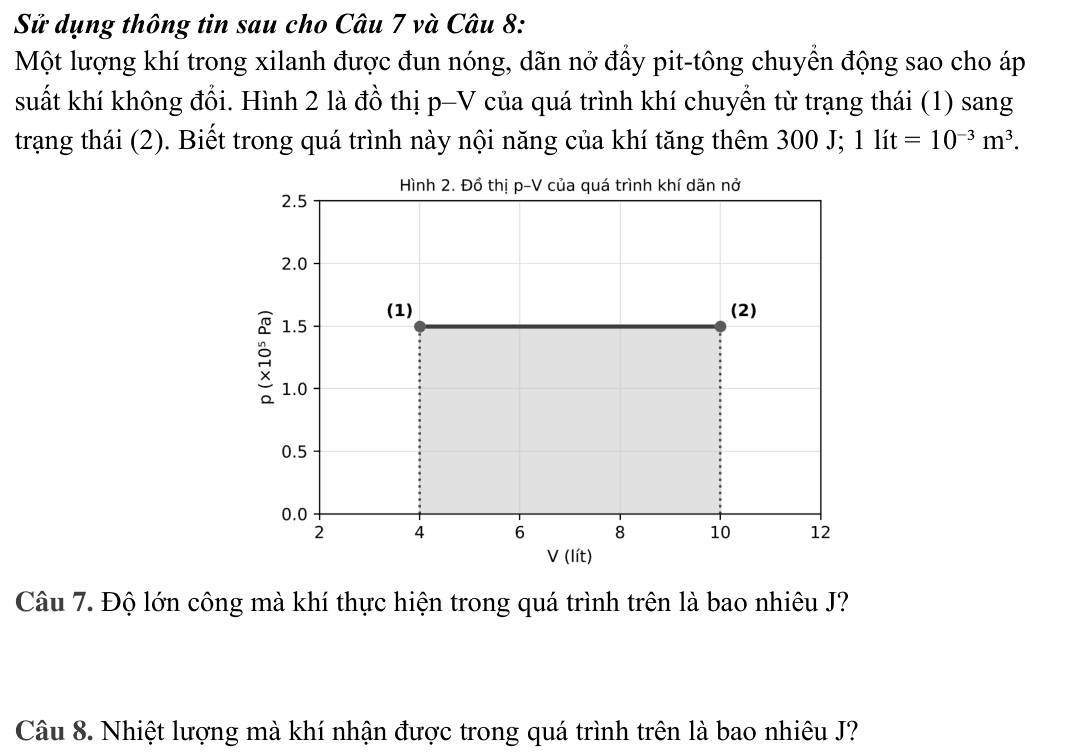 Sử dụng thông tin sau cho Câu 7 và Câu 8:
Một lượng khí trong xilanh được đun nóng, dãn nở đẩy pit-tông chuyển động sao cho áp
suất khí không đổi. Hình 2 là đồ thị p–V của quá trình khí chuyển từ trạng thái (1) sang
trạng thái (2). Biết trong quá trình này nội năng của khí tăng thêm 300 J; 1 lít = 10⁻³ m³.
Hình 2. Đồ thị p–V của quá trình khí dãn nở
2.5
2.0
1.5
1.0
0.5
0.0
p (×10⁵ Pa)
(1)
(2)
2 4 6 8 10 12
V (lít)
Câu 7. Độ lớn công mà khí thực hiện trong quá trình trên là bao nhiêu J?
Câu 8. Nhiệt lượng mà khí nhận được trong quá trình trên là bao nhiêu J?